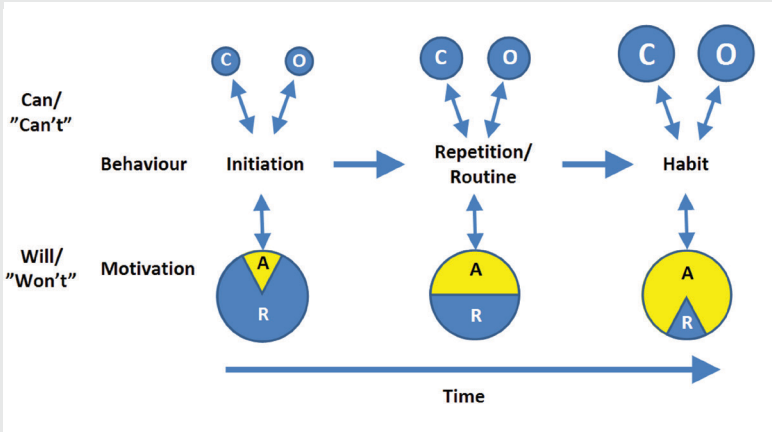 C O C O C O
Can/
"Can't"
Behaviour Initiation Repetition/
Routine Habit
Will/
"Won't" Motivation
A A A
R R R
Time